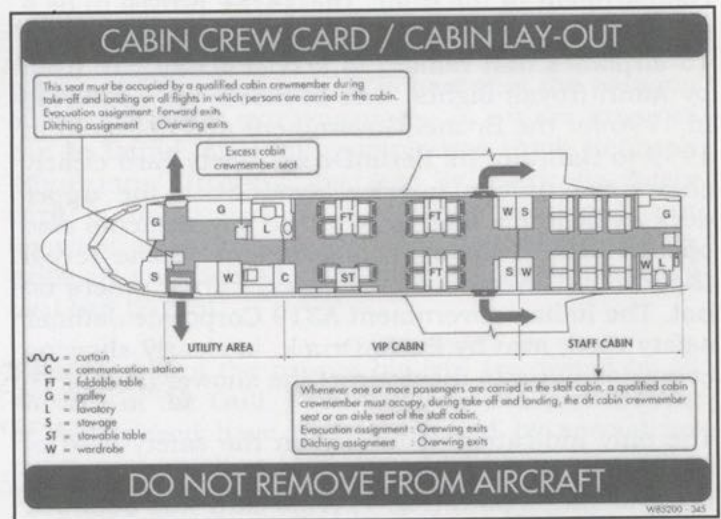 CABIN CREW CARD / CABIN LAY-OUT
This seat must be occupied by a qualified cabin crewmember during
take-off and landing on all flights in which persons are carried in the cabin.
Evacuation assignment: Forward exits
Ditching assignment : Overwing exits
Excess cabin
crewmember seat
G G L FT FT W S G
S W C ST FT S W W L
UTILITY AREA VIP CABIN STAFF CABIN
= curtain
C = communication station
FT = foldable table
G = galley
L = lavatory
S = stowage
ST = stowable table
W = wardrobe
Whenever one or more passengers are carried in the staff cabin, a qualified cabin
crewmember must occupy, during take-off and landing, the aft cabin crewmember
seat or an aisle seat of the staff cabin.
Evacuation assignment : Overwing exits
Ditching assignment : Overwing exits
DO NOT REMOVE FROM AIRCRAFT
W85200 - 345